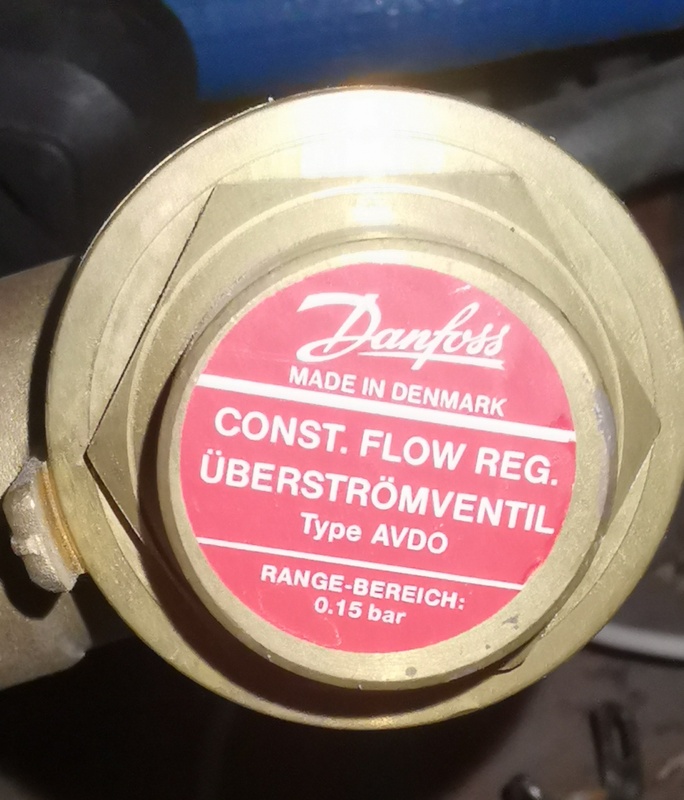 Danfoss
MADE IN DENMARK
CONST. FLOW REG.
ÜBERSTRÖMVENTIL
Type AVDO
RANGE-BEREICH:
0.15 bar